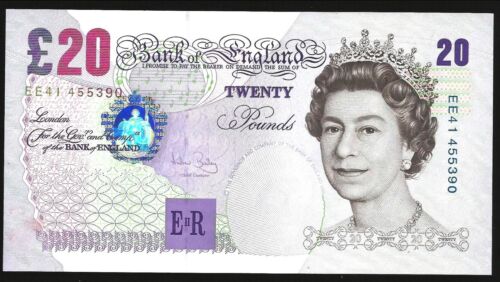 £20
Bank of England
20
I PROMISE TO PAY THE BEARER ON DEMAND THE SUM OF
EE41 455390
TWENTY
Pounds
London
For the Gov.r and Comp.a
of the BANK of ENGLAND
Chief Cashier
EIIR
EE41 455390
TWENTY 20 TWENTY 20 TWENTY